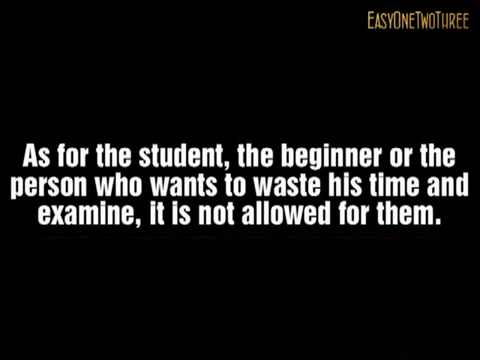 EasyOneTwoThree
As for the student, the beginner or the
person who wants to waste his time and
examine, it is not allowed for them.